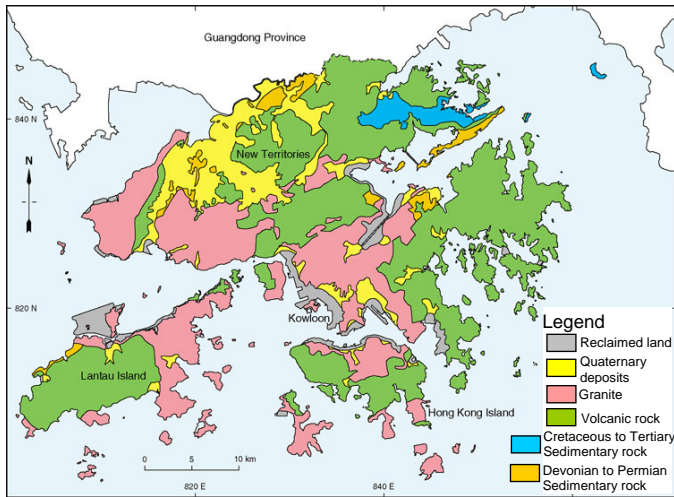 Guangdong Province
840 N
New Territories
N
820 N
Kowloon
Lantau Island
Hong Kong Island
0 5 10 km
820 E
840 E
Legend
Reclaimed land
Quaternary
deposits
Granite
Volcanic rock
Cretaceous to Tertiary
Sedimentary rock
Devonian to Permian
Sedimentary rock